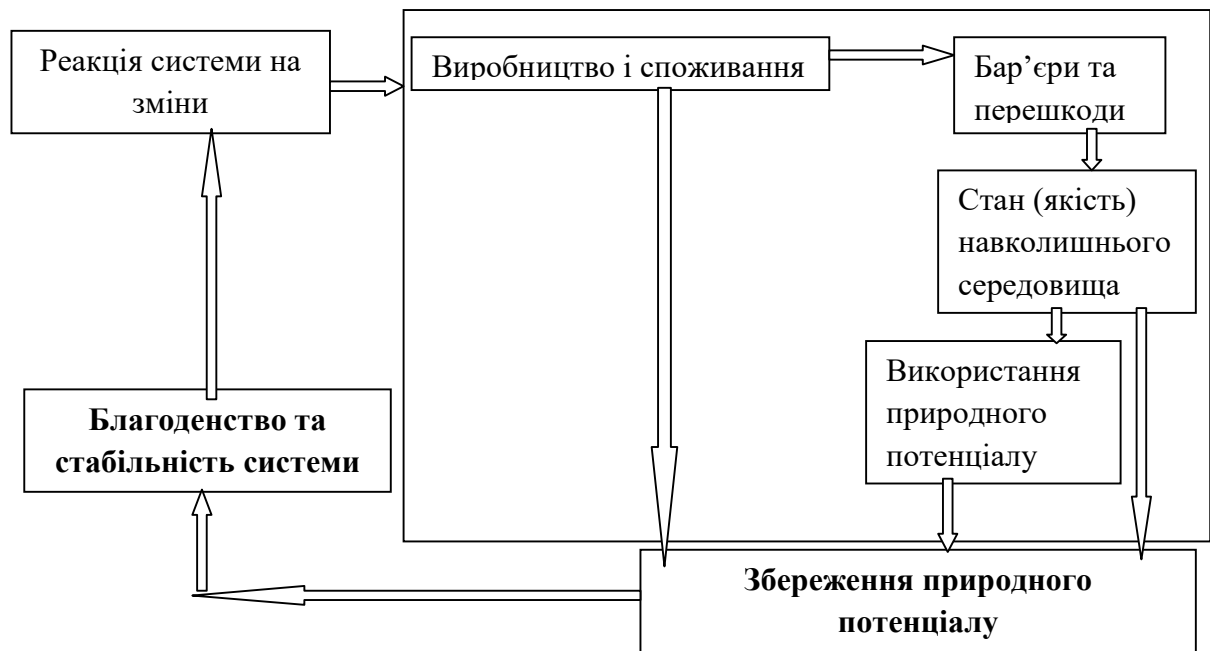 Реакція системи на
зміни
Виробництво і споживання
Бар’єри та
перешкоди
Стан (якість)
навколишнього
середовища
Використання
природного
потенціалу
Благоденство та
стабільність системи
Збереження природного
потенціалу